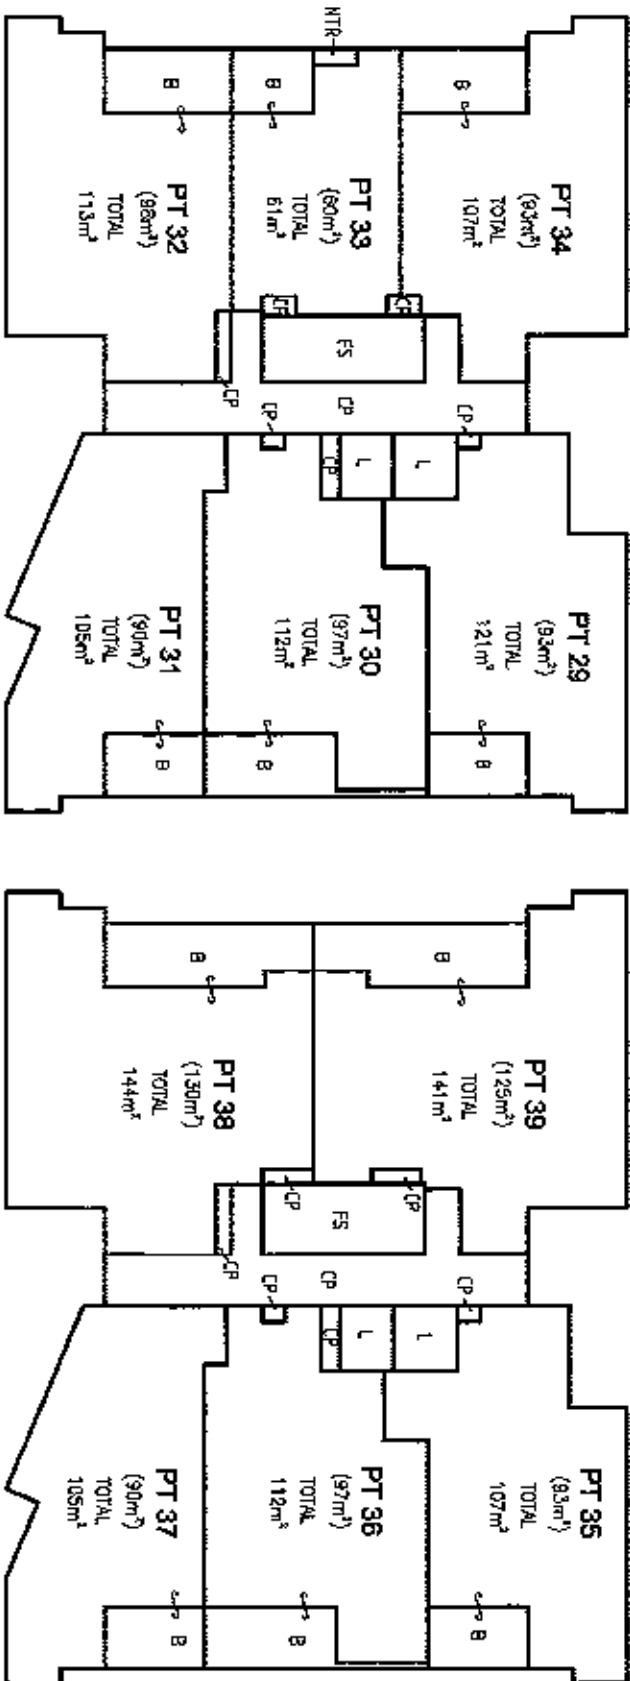 NTR
B
B
B
PT 34
(93m²)
TOTAL
107m²
PT 33
(60m²)
TOTAL
61m²
PT 32
(98m²)
TOTAL
113m²
CP
CP
FS
CP
CP
CP
CP
CP
L
L
PT 29
(93m²)
TOTAL
121m²
PT 30
(97m²)
TOTAL
112m²
PT 31
(90m²)
TOTAL
105m²
B
B
B
B
B
PT 39
(125m²)
TOTAL
141m²
PT 38
(130m²)
TOTAL
144m²
CP
CP
FS
CP
CP
CP
CP
CP
L
L
PT 35
(93m²)
TOTAL
107m²
PT 36
(97m²)
TOTAL
112m²
PT 37
(90m²)
TOTAL
105m²
B
B
B